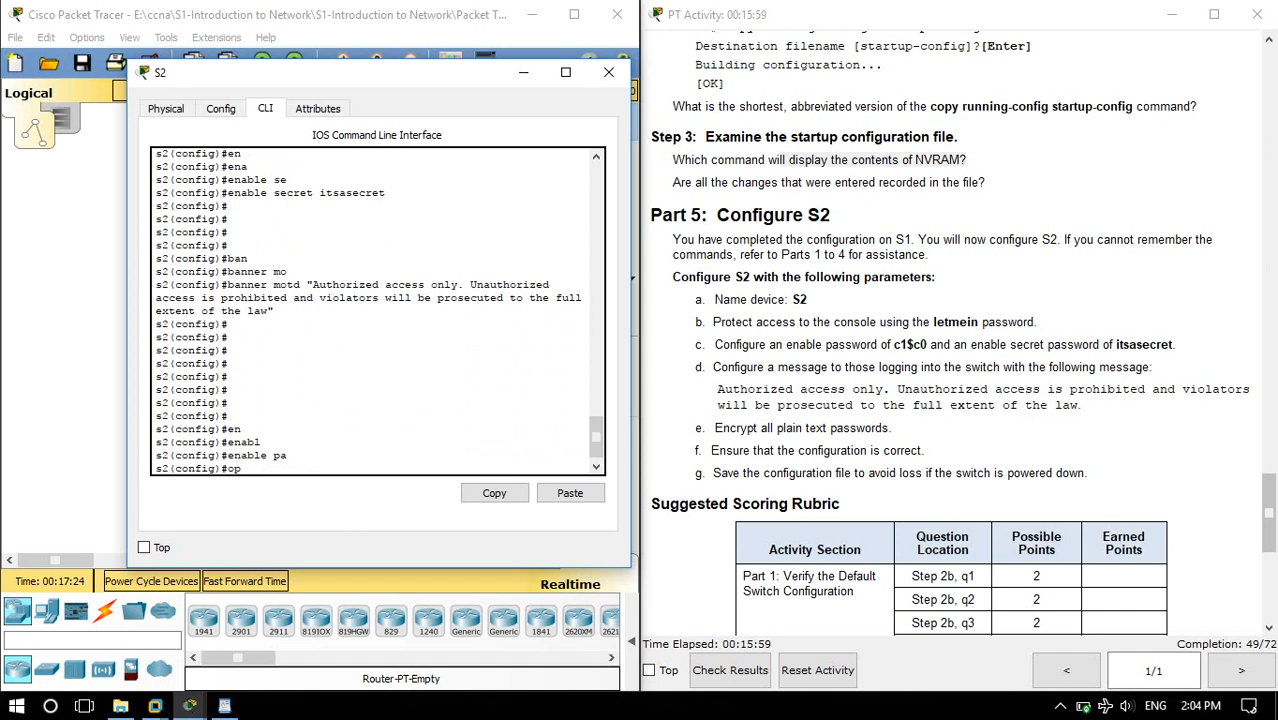 Cisco Packet Tracer - E:\ccna\S1-Introduction to Network\S1-Introduction to Network\Packet T...
File Edit Options View Tools Extensions Help
Logical
S2
Physical Config CLI Attributes
IOS Command Line Interface
s2(config)#en
s2(config)#ena
s2(config)#enable se
s2(config)#enable secret itsasecret
s2(config)#
s2(config)#
s2(config)#
s2(config)#
s2(config)#ban
s2(config)#banner mo
s2(config)#banner motd "Authorized access only. Unauthorized
access is prohibited and violators will be prosecuted to the full
extent of the law"
s2(config)#
s2(config)#
s2(config)#
s2(config)#
s2(config)#
s2(config)#
s2(config)#
s2(config)#
s2(config)#en
s2(config)#enabl
s2(config)#enable pa
s2(config)#op
Copy Paste
Top
Time: 00:17:24 Power Cycle Devices Fast Forward Time Realtime
1941 2901 2911 819IOX 819HGW 829 1240 Generic Generic 1841 2620XM 262
Router-PT-Empty
PT Activity: 00:15:59
Destination filename [startup-config]?[Enter]
Building configuration...
[OK]
What is the shortest, abbreviated version of the copy running-config startup-config command?
Step 3: Examine the startup configuration file.
Which command will display the contents of NVRAM?
Are all the changes that were entered recorded in the file?
Part 5: Configure S2
You have completed the configuration on S1. You will now configure S2. If you cannot remember the
commands, refer to Parts 1 to 4 for assistance.
Configure S2 with the following parameters:
a. Name device: S2
b. Protect access to the console using the letmein password.
c. Configure an enable password of c1$c0 and an enable secret password of itsasecret.
d. Configure a message to those logging into the switch with the following message:
Authorized access only. Unauthorized access is prohibited and violators
will be prosecuted to the full extent of the law.
e. Encrypt all plain text passwords.
f. Ensure that the configuration is correct.
g. Save the configuration file to avoid loss if the switch is powered down.
Suggested Scoring Rubric
Activity Section Question Location Possible Points Earned Points
Part 1: Verify the Default Switch Configuration Step 2b, q1 2
Step 2b, q2 2
Step 2b, q3 2
Time Elapsed: 00:15:59 Completion: 49/72
Top Check Results Reset Activity < 1/1 >
ENG 2:04 PM